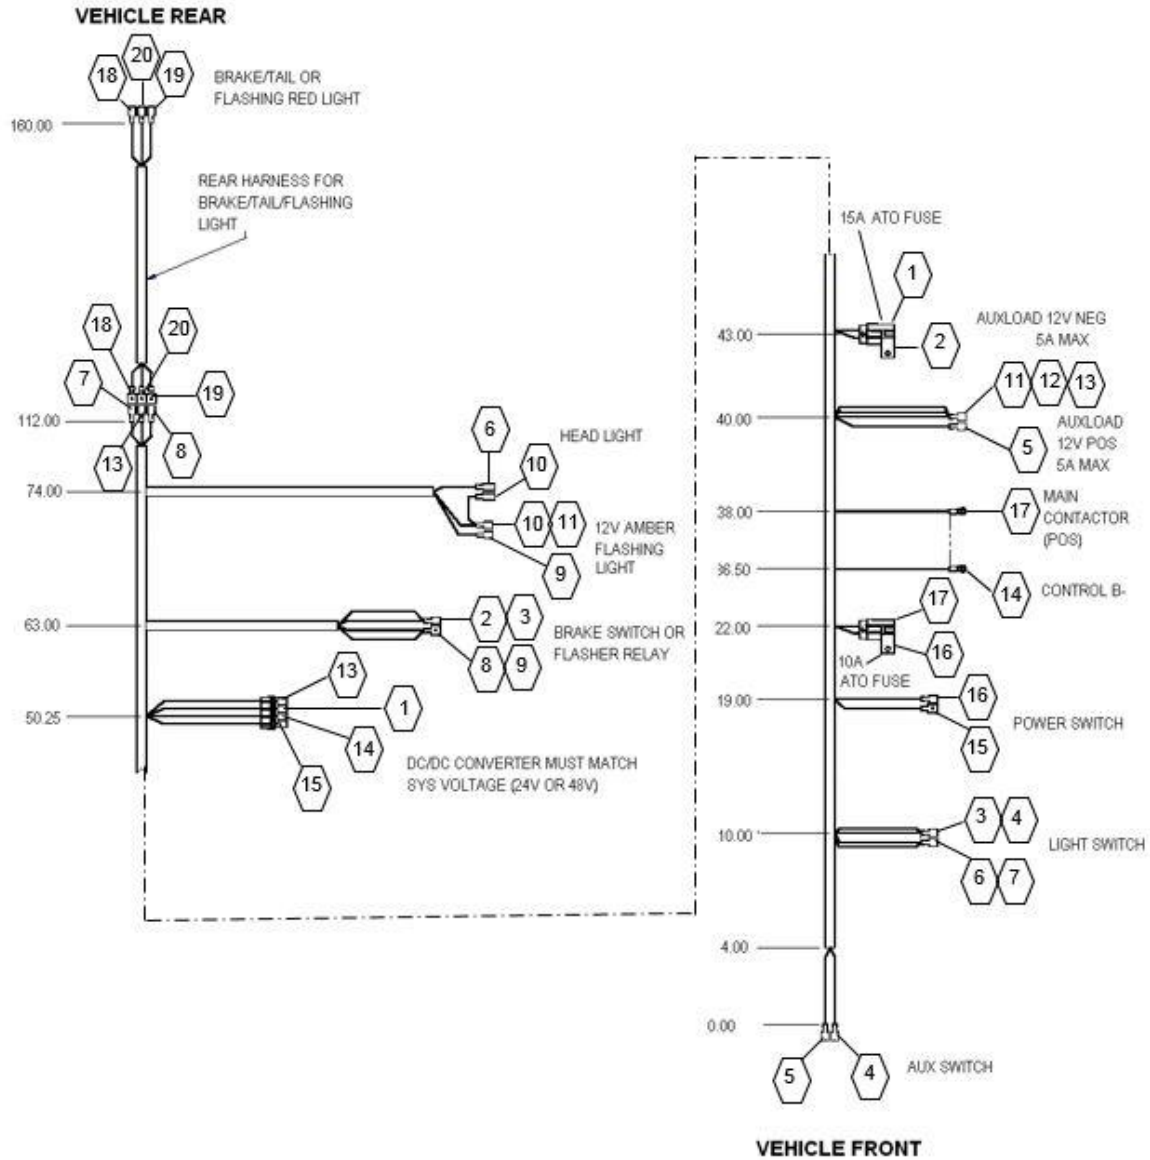 VEHICLE REAR
18
20
19
BRAKE/TAIL OR
FLASHING RED LIGHT
160.00
REAR HARNESS FOR
BRAKE/TAIL/FLASHING
LIGHT
18
20
7
19
112.00
13
8
6
HEAD LIGHT
10
74.00
10
11
12V AMBER
FLASHING
LIGHT
9
63.00
2
3
BRAKE SWITCH OR
FLASHER RELAY
8
9
13
50.25
1
14
15
DC/DC CONVERTER MUST MATCH
SYS VOLTAGE (24V OR 48V)
15A ATO FUSE
1
43.00
2
AUXLOAD 12V NEG
5A MAX
11
12
13
40.00
AUXLOAD
12V POS
5A MAX
5
38.00
17
MAIN
CONTACTOR
(POS)
36.50
14
CONTROL B-
17
22.00
16
10A
ATO FUSE
19.00
16
POWER SWITCH
15
3
4
10.00
LIGHT SWITCH
6
7
4.00
0.00
5
4
AUX SWITCH
VEHICLE FRONT